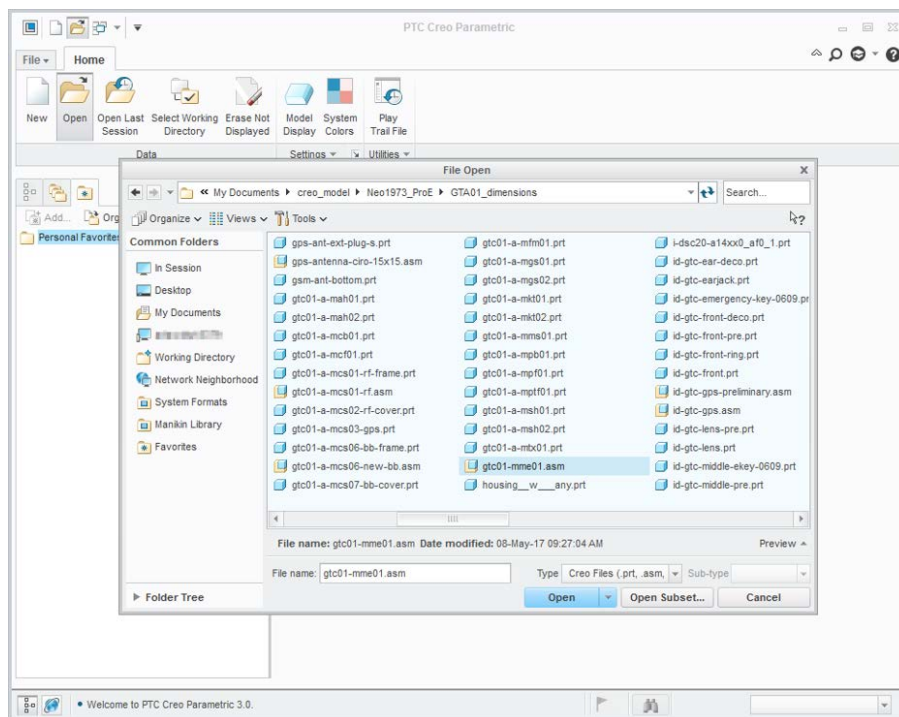 PTC Creo Parametric
File
Home
New
Open
Open Last Session
Select Working Directory
Erase Not Displayed
Model Display
System Colors
Play Trail File
Data
Settings
Utilities
File Open
« My Documents
creo_model
Neo1973_ProE
GTA01_dimensions
Search...
Add...
Org
Organize
Views
Tools
Personal Favorites
Common Folders
In Session
Desktop
My Documents
Working Directory
Network Neighborhood
System Formats
Manikin Library
Favorites
Folder Tree
gps-ant-ext-plug-s.prt
gps-antenna-ciro-15x15.asm
gsm-ant-bottom.prt
gtc01-a-mah01.prt
gtc01-a-mah02.prt
gtc01-a-mcb01.prt
gtc01-a-mcf01.prt
gtc01-a-mcs01-rf-frame.prt
gtc01-a-mcs01-rf.asm
gtc01-a-mcs02-rf-cover.prt
gtc01-a-mcs03-gps.prt
gtc01-a-mcs06-bb-frame.prt
gtc01-a-mcs06-new-bb.asm
gtc01-a-mcs07-bb-cover.prt
gtc01-a-mfm01.prt
gtc01-a-mgs01.prt
gtc01-a-mgs02.prt
gtc01-a-mkt01.prt
gtc01-a-mkt02.prt
gtc01-a-mms01.prt
gtc01-a-mpb01.prt
gtc01-a-mpf01.prt
gtc01-a-mptf01.prt
gtc01-a-msh01.prt
gtc01-a-msh02.prt
gtc01-a-mtx01.prt
gtc01-mme01.asm
housing__w___any.prt
i-dsc20-a14xx0_af0_1.prt
id-gtc-ear-deco.prt
id-gtc-earjack.prt
id-gtc-emergency-key-0609.pr
id-gtc-front-deco.prt
id-gtc-front-pre.prt
id-gtc-front-ring.prt
id-gtc-front.prt
id-gtc-gps-preliminary.asm
id-gtc-gps.asm
id-gtc-lens-pre.prt
id-gtc-lens.prt
id-gtc-middle-ekey-0609.prt
id-gtc-middle-pre.prt
File name: gtc01-mme01.asm Date modified: 08-May-17 09:27:04 AM
Preview
File name: gtc01-mme01.asm
Type Creo Files (.prt, .asm,
Sub-type
Open
Open Subset...
Cancel
• Welcome to PTC Creo Parametric 3.0.